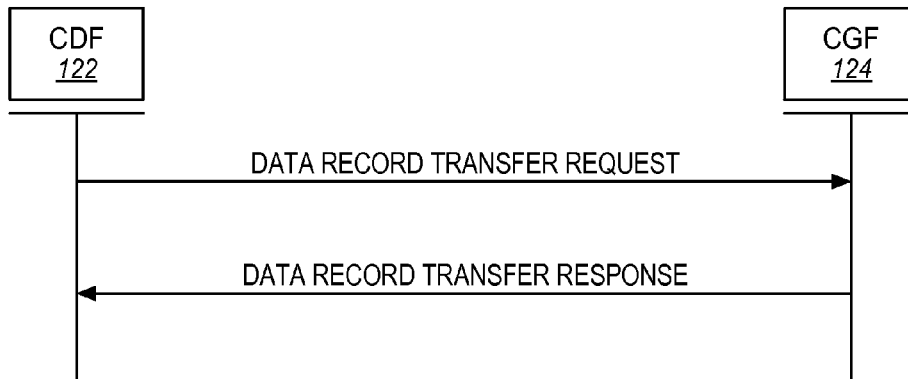 CDF
122
CGF
124
DATA RECORD TRANSFER REQUEST
DATA RECORD TRANSFER RESPONSE